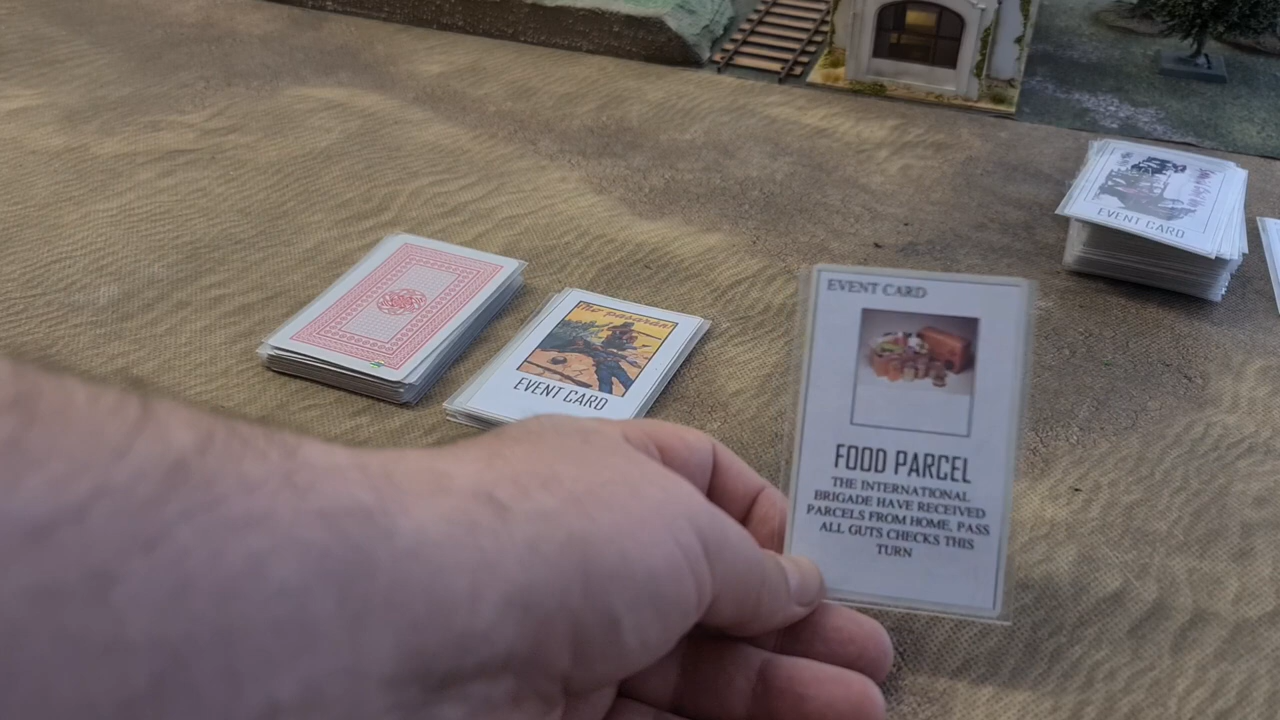 EVENT CARD
EVENT CARD
FOOD PARCEL
THE INTERNATIONAL
BRIGADE HAVE RECEIVED
PARCELS FROM HOME, PASS
ALL GUTS CHECKS THIS
TURN
pasaran!
EVENT CARD